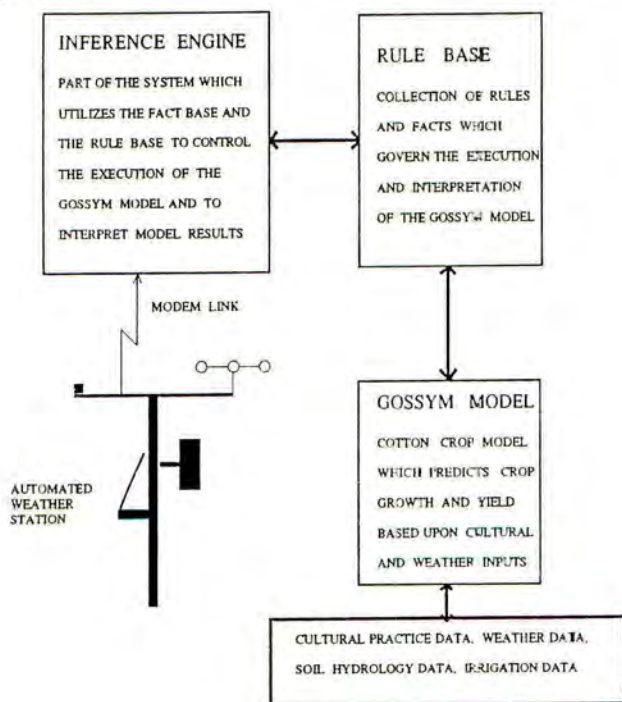 INFERENCE ENGINE
PART OF THE SYSTEM WHICH
UTILIZES THE FACT BASE AND
THE RULE BASE TO CONTROL
THE EXECUTION OF THE
GOSSYM MODEL AND TO
INTERPRET MODEL RESULTS
RULE BASE
COLLECTION OF RULES
AND FACTS WHICH
GOVERN THE EXECUTION
AND INTERPRETATION
OF THE GOSSYM MODEL
MODEM LINK
AUTOMATED
WEATHER
STATION
GOSSYM MODEL
COTTON CROP MODEL
WHICH PREDICTS CROP
GROWTH AND YIELD
BASED UPON CULTURAL
AND WEATHER INPUTS
CULTURAL PRACTICE DATA, WEATHER DATA,
SOIL HYDROLOGY DATA, IRRIGATION DATA